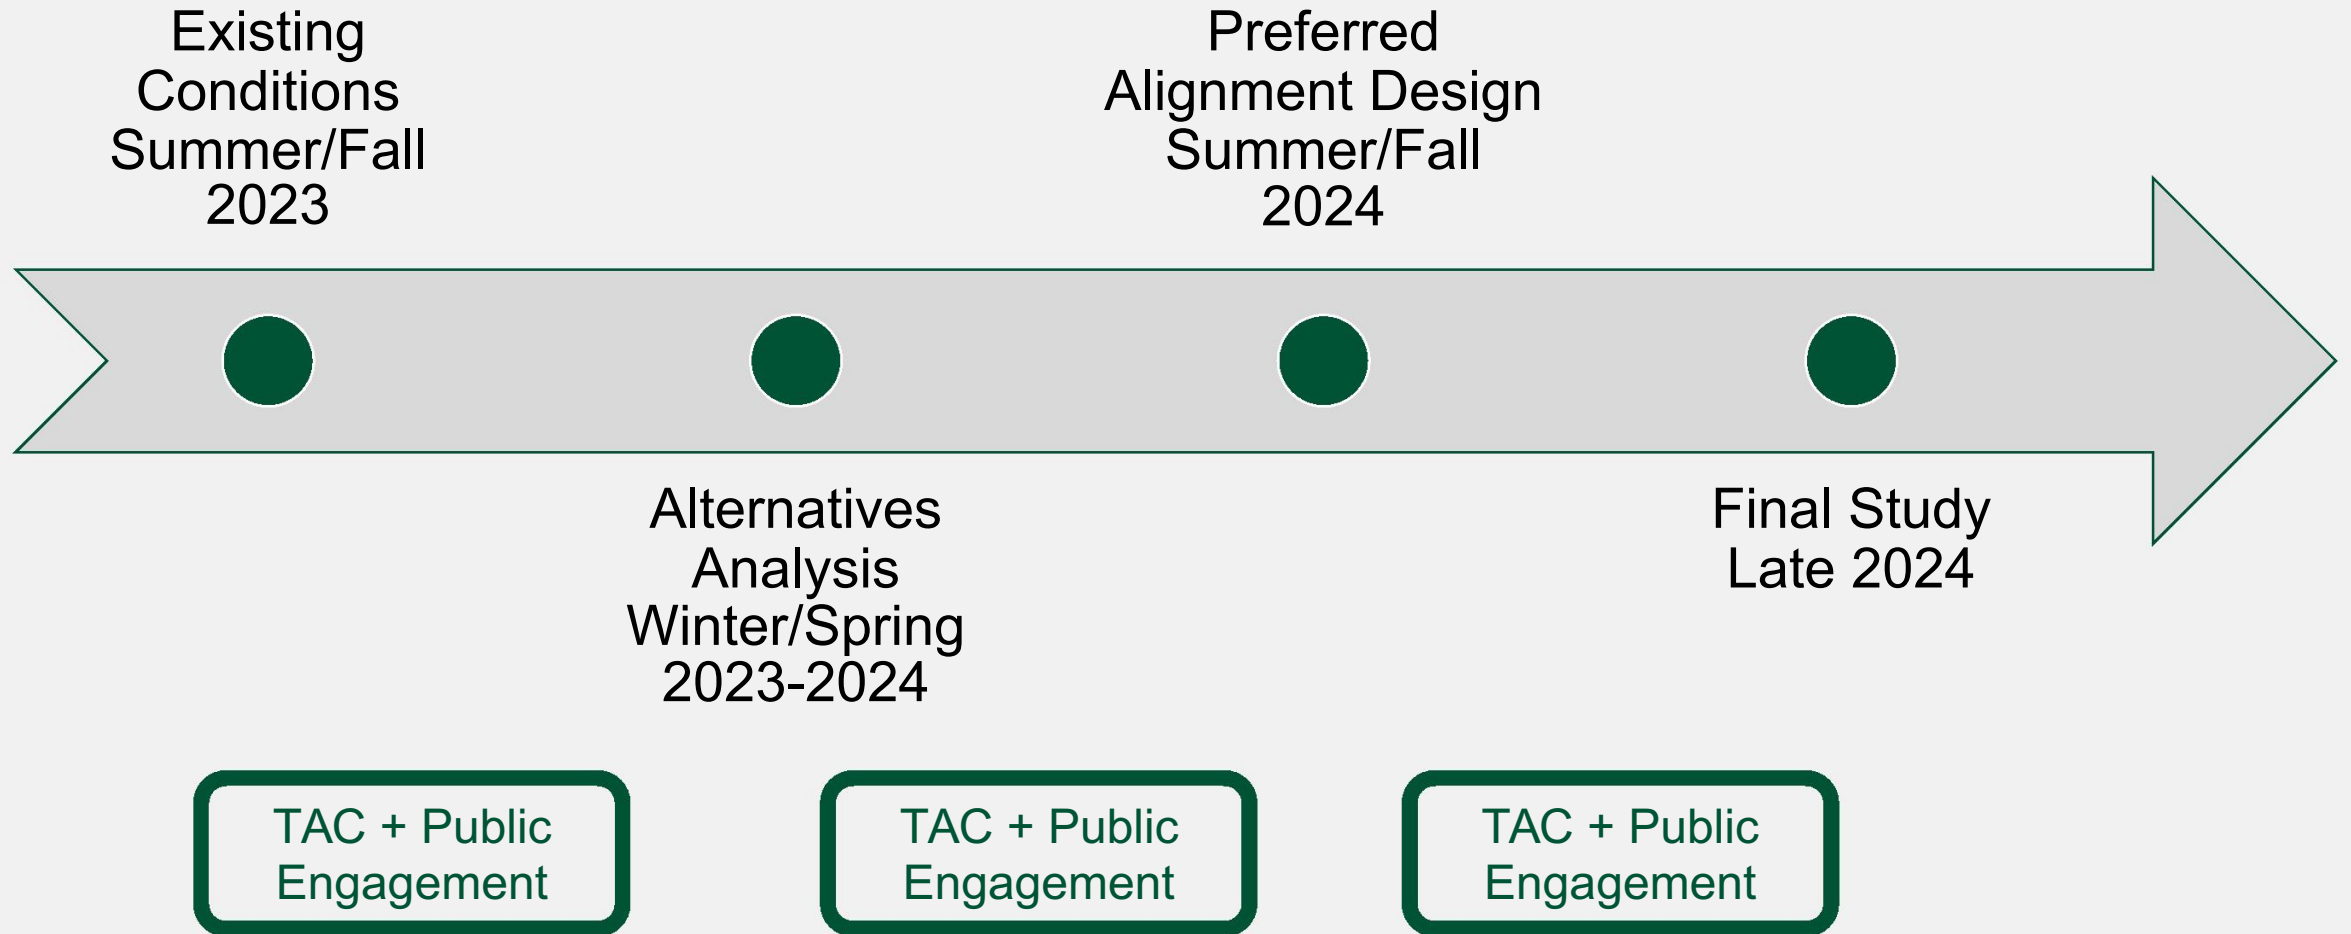 Existing
Conditions
Summer/Fall
2023
Preferred
Alignment Design
Summer/Fall
2024
Alternatives
Analysis
Winter/Spring
2023-2024
Final Study
Late 2024
TAC + Public
Engagement
TAC + Public
Engagement
TAC + Public
Engagement